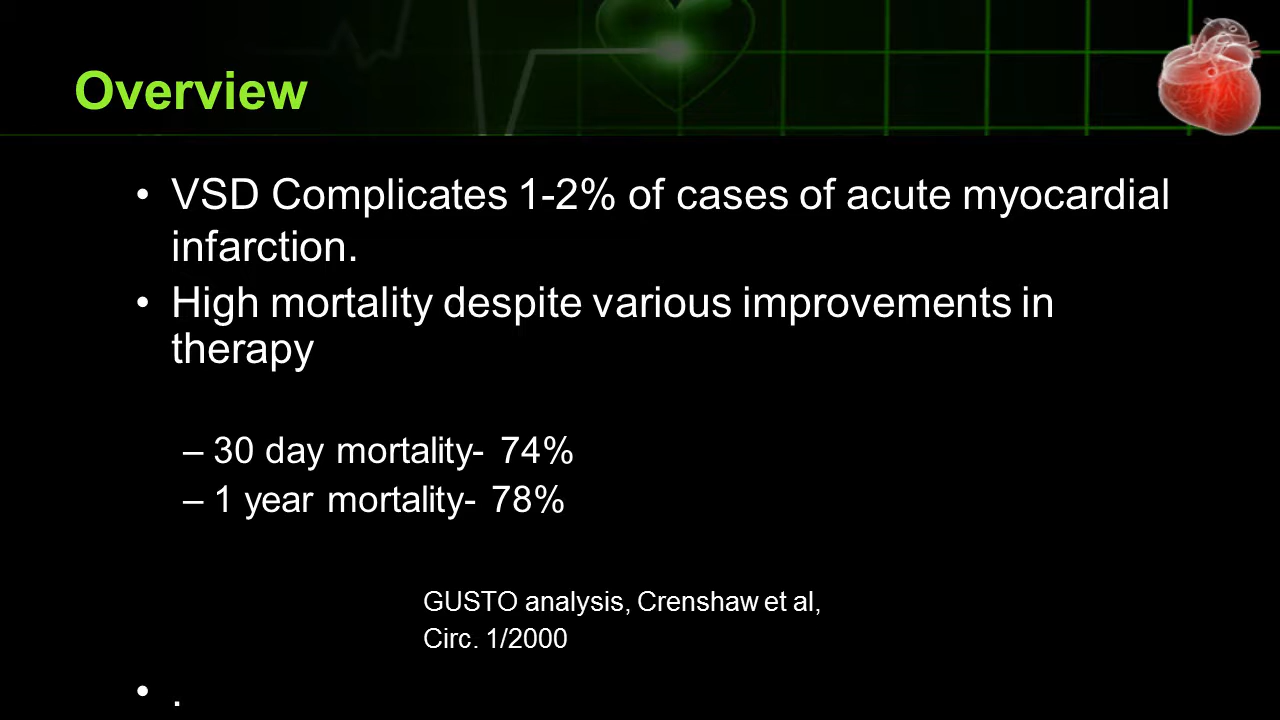 Overview
• VSD Complicates 1-2% of cases of acute myocardial
infarction.
• High mortality despite various improvements in
therapy
– 30 day mortality- 74%
– 1 year mortality- 78%
GUSTO analysis, Crenshaw et al,
Circ. 1/2000
• .